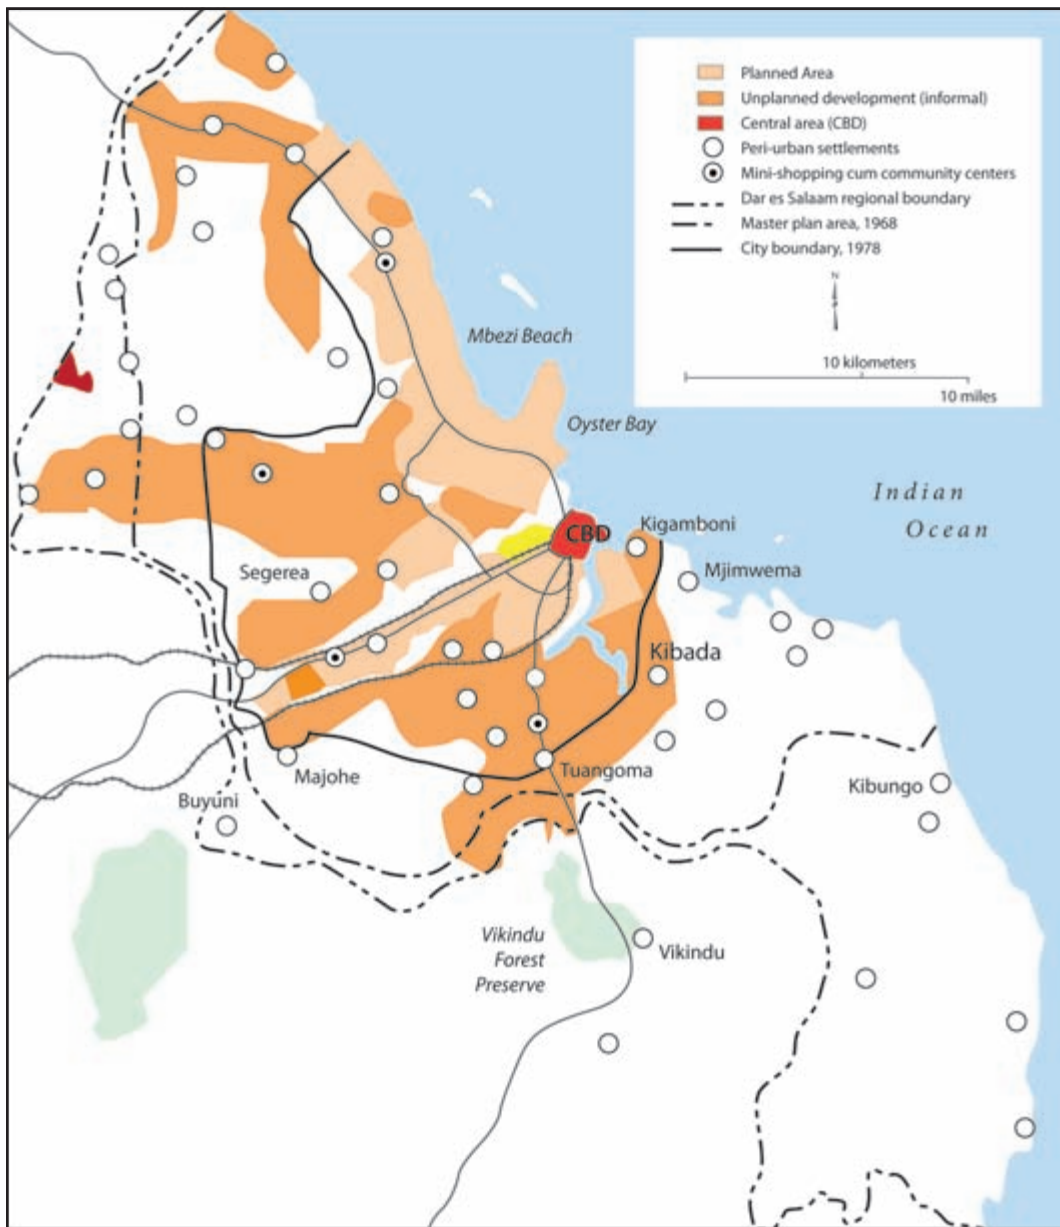 Planned Area
Unplanned development (informal)
Central area (CBD)
Peri-urban settlements
Mini-shopping cum community centers
Dar es Salaam regional boundary
Master plan area, 1968
City boundary, 1978
N
10 kilometers
10 miles
Mbezi Beach
Oyster Bay
Indian
Ocean
CBD
Kigamboni
Mjimwema
Segerea
Kibada
Majohe
Tuangoma
Buyuni
Kibungo
Vikindu
Forest
Preserve
Vikindu